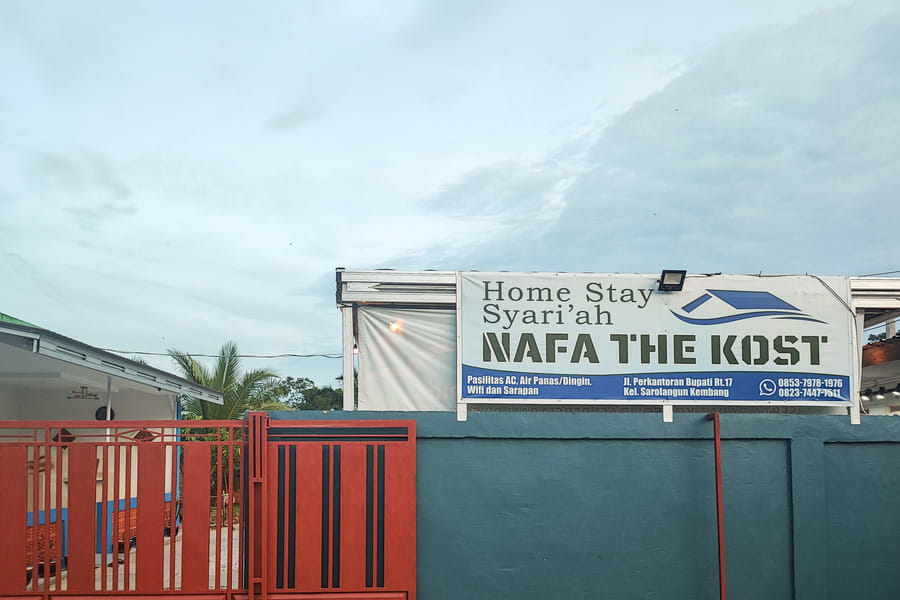 Home Stay
Syari'ah
NAFA THE KOST
Pasilitas AC, Air Panas/Dingin,
Wifi dan Sarapan
Jl. Perkantoran Bupati Rt.17
Kel. Sarolangun Kembang
0853-7978-1976
0823-7447-7511